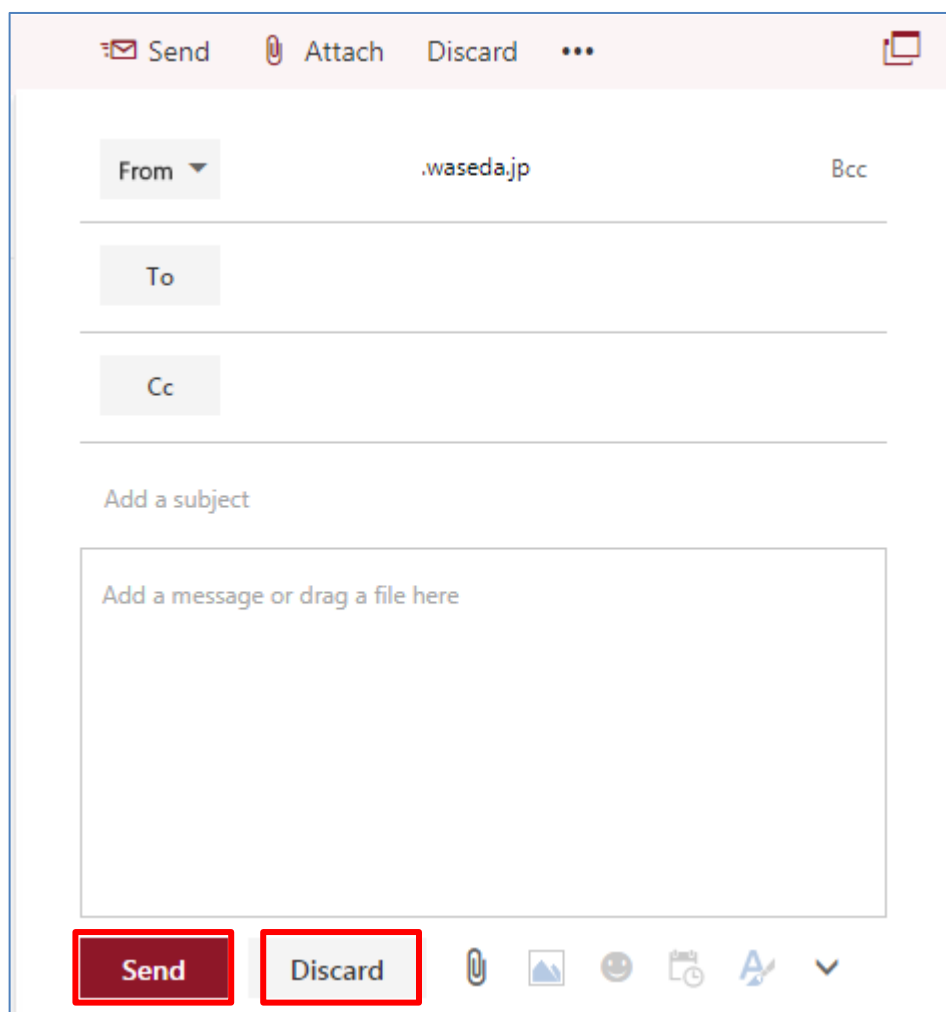 Send Attach Discard •••
From .waseda.jp Bcc
To
Cc
Add a subject
Add a message or drag a file here
Send Discard